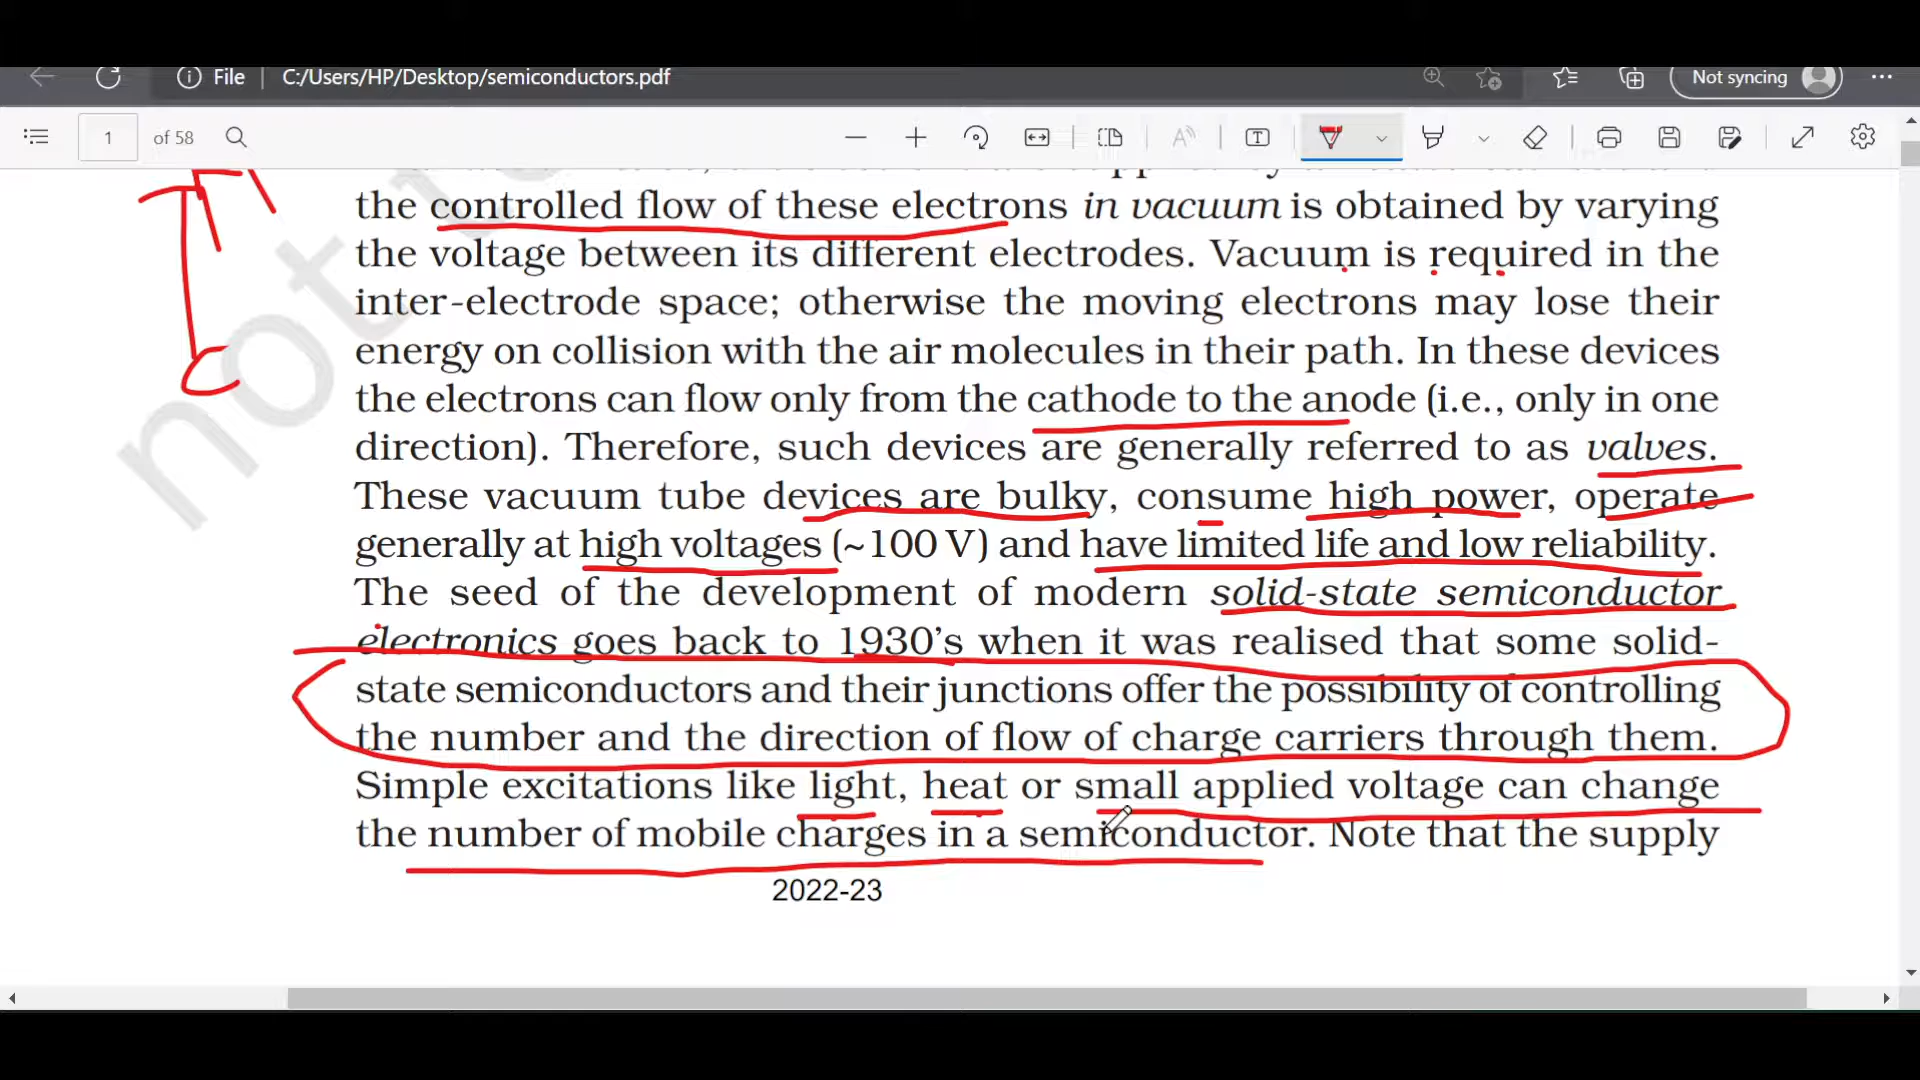 File | C:/Users/HP/Desktop/semiconductors.pdf
Not syncing
1 of 58
the controlled flow of these electrons in vacuum is obtained by varying
the voltage between its different electrodes. Vacuum is required in the
inter-electrode space; otherwise the moving electrons may lose their
energy on collision with the air molecules in their path. In these devices
the electrons can flow only from the cathode to the anode (i.e., only in one
direction). Therefore, such devices are generally referred to as valves.
These vacuum tube devices are bulky, consume high power, operate
generally at high voltages (~100 V) and have limited life and low reliability.
The seed of the development of modern solid-state semiconductor
electronics goes back to 1930's when it was realised that some solid-
state semiconductors and their junctions offer the possibility of controlling
the number and the direction of flow of charge carriers through them.
Simple excitations like light, heat or small applied voltage can change
the number of mobile charges in a semiconductor. Note that the supply
2022-23
not